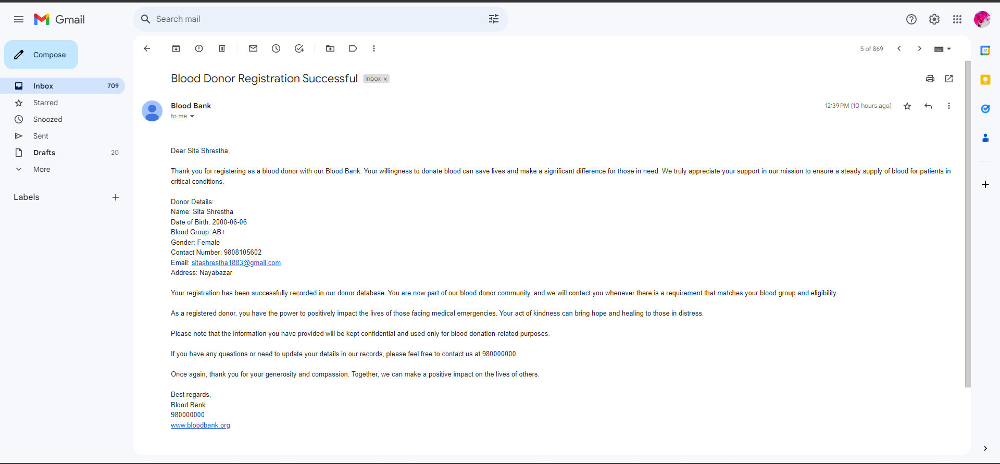 Gmail
Search mail
Compose
Inbox 709
Starred
Snoozed
Sent
Drafts 20
More
Labels
5 of 869
31
Blood Donor Registration Successful Inbox ×
Blood Bank
12:39 PM (10 hours ago)
to me
Dear Sita Shrestha,
Thank you for registering as a blood donor with our Blood Bank. Your willingness to donate blood can save lives and make a significant difference for those in need. We truly appreciate your support in our mission to ensure a steady supply of blood for patients in
critical conditions.
Donor Details:
Name: Sita Shrestha
Date of Birth: 2000-06-06
Blood Group: AB+
Gender: Female
Contact Number: 9808105602
Email: sitashrestha1883@gmail.com
Address: Nayabazar
Your registration has been successfully recorded in our donor database. You are now part of our blood donor community, and we will contact you whenever there is a requirement that matches your blood group and eligibility.
As a registered donor, you have the power to positively impact the lives of those facing medical emergencies. Your act of kindness can bring hope and healing to those in distress.
Please note that the information you have provided will be kept confidential and used only for blood donation-related purposes.
If you have any questions or need to update your details in our records, please feel free to contact us at 980000000.
Once again, thank you for your generosity and compassion. Together, we can make a positive impact on the lives of others.
Best regards,
Blood Bank
980000000
www.bloodbank.org